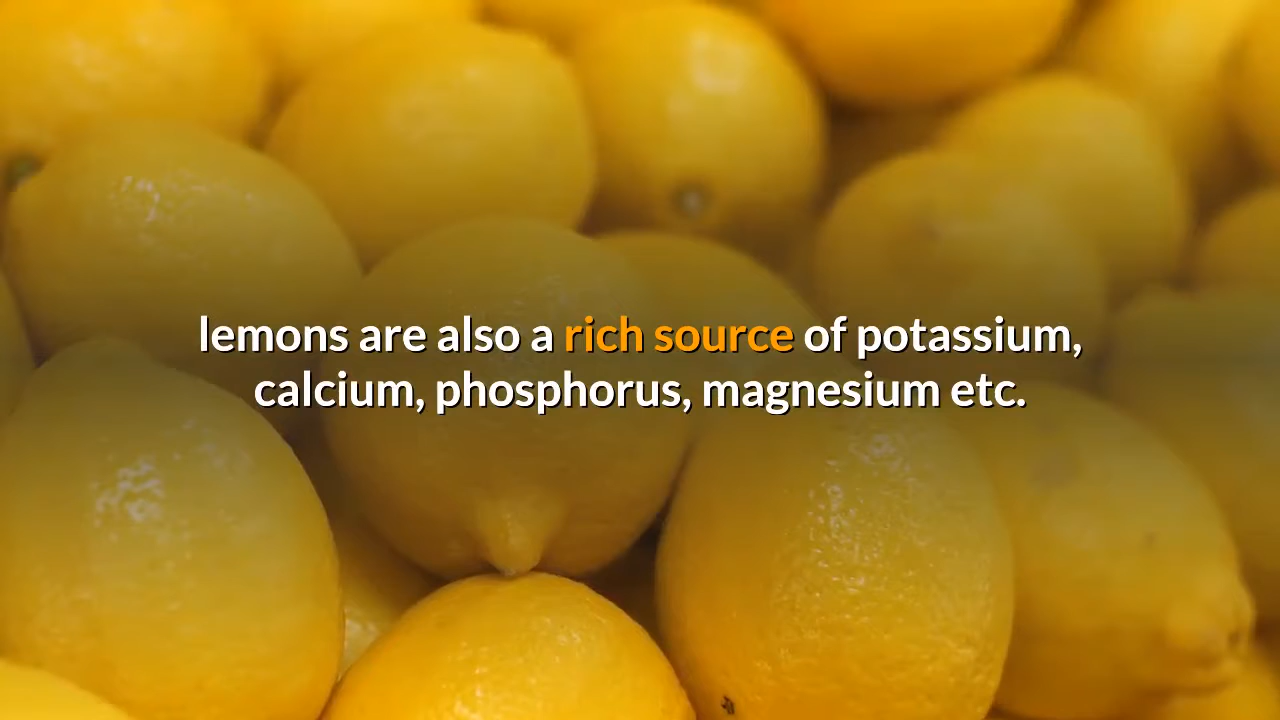 lemons are also a rich source of potassium,
calcium, phosphorus, magnesium etc.